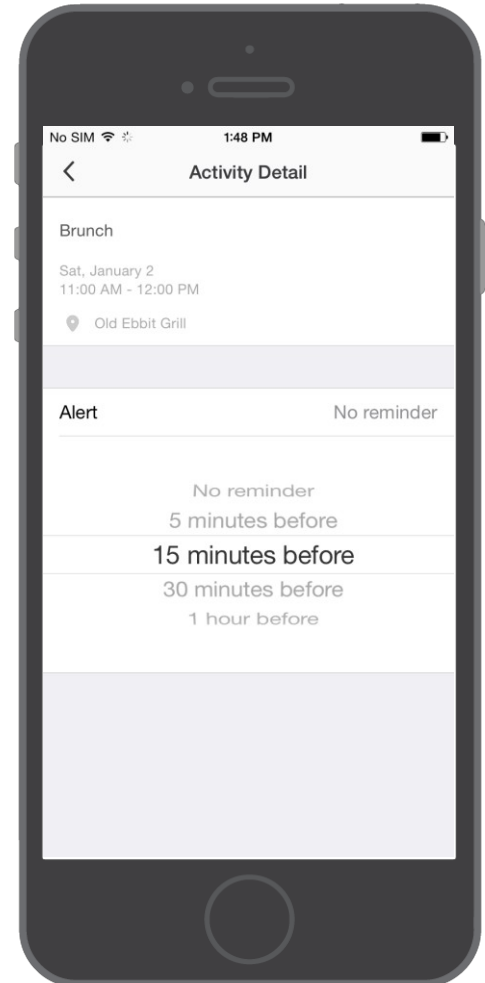 No SIM 1:48 PM
Activity Detail
Brunch
Sat, January 2
11:00 AM - 12:00 PM
Old Ebbit Grill
Alert No reminder
No reminder
5 minutes before
15 minutes before
30 minutes before
1 hour before